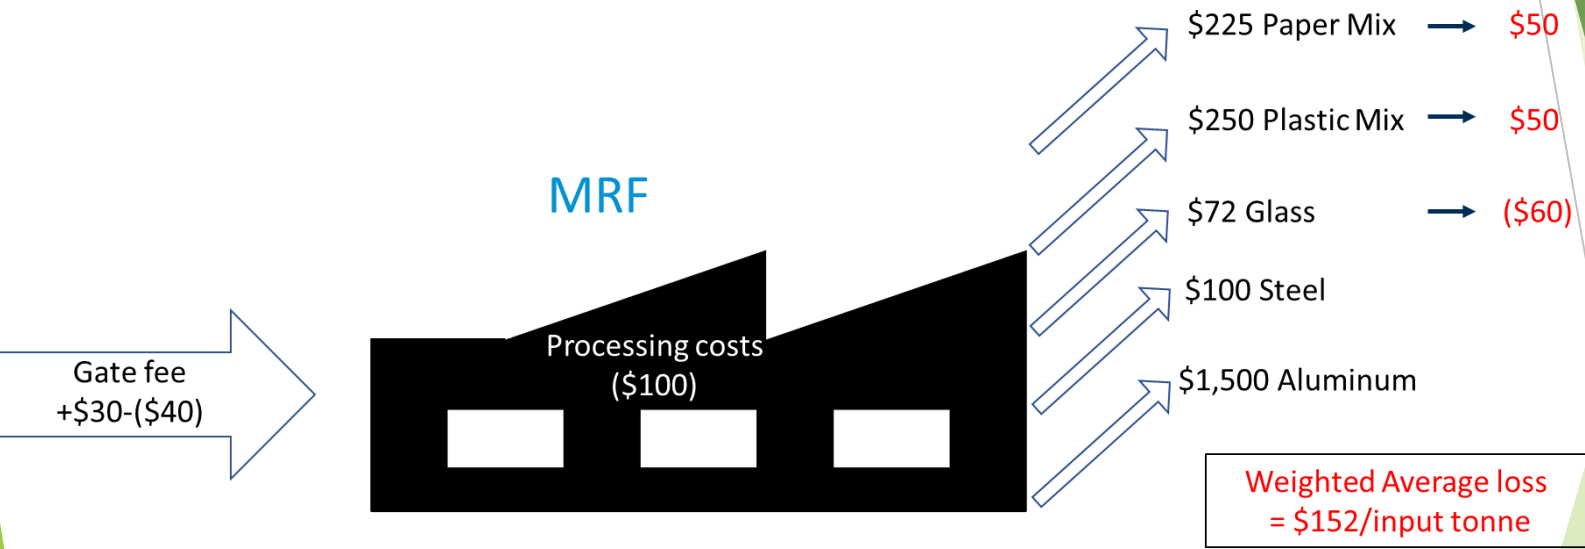 $225 Paper Mix $50
$250 Plastic Mix $50
MRF
$72 Glass ($60)
$100 Steel
Processing costs
($100)
Gate fee
+$30-($40)
$1,500 Aluminum
Weighted Average loss
= $152/input tonne